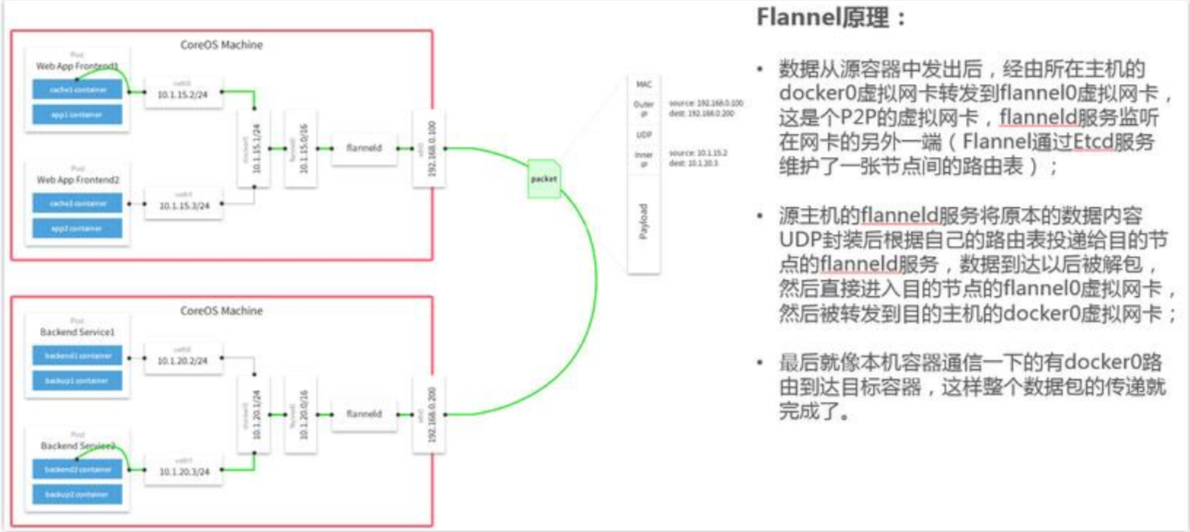 CoreOS Machine
Pod
Web App Frontend1
cache1 container
app1 container
veth0
10.1.15.2/24
Pod
Web App Frontend2
cache2 container
app2 container
veth1
10.1.15.3/24
docker0
10.1.15.1/24
flannel0
10.1.15.0/16
flanneld
eth0
192.168.0.100
packet
MAC
Outer
IP
source: 192.168.0.100
dest: 192.168.0.200
UDP
Inner
IP
source: 10.1.15.2
dest: 10.1.20.3
Payload
CoreOS Machine
Pod
Backend Service1
backend1 container
backup1 container
veth0
10.1.20.2/24
Pod
Backend Service2
backend2 container
backup2 container
veth1
10.1.20.3/24
docker0
10.1.20.1/24
flannel0
10.1.20.0/16
flanneld
eth0
192.168.0.200
Flannel原理：
• 数据从源容器中发出后，经由所在主机的
docker0虚拟网卡转发到flannel0虚拟网卡，
这是个P2P的虚拟网卡，flanneld服务监听
在网卡的另外一端（Flannel通过Etcd服务
维护了一张节点间的路由表）；
• 源主机的flanneld服务将原本的数据内容
UDP封装后根据自己的路由表投递给目的节
点的flanneld服务，数据到达以后被解包，
然后直接进入目的节点的flannel0虚拟网卡，
然后被转发到目的主机的docker0虚拟网卡；
• 最后就像本机容器通信一下的有docker0路
由到达目标容器，这样整个数据包的传递就
完成了。